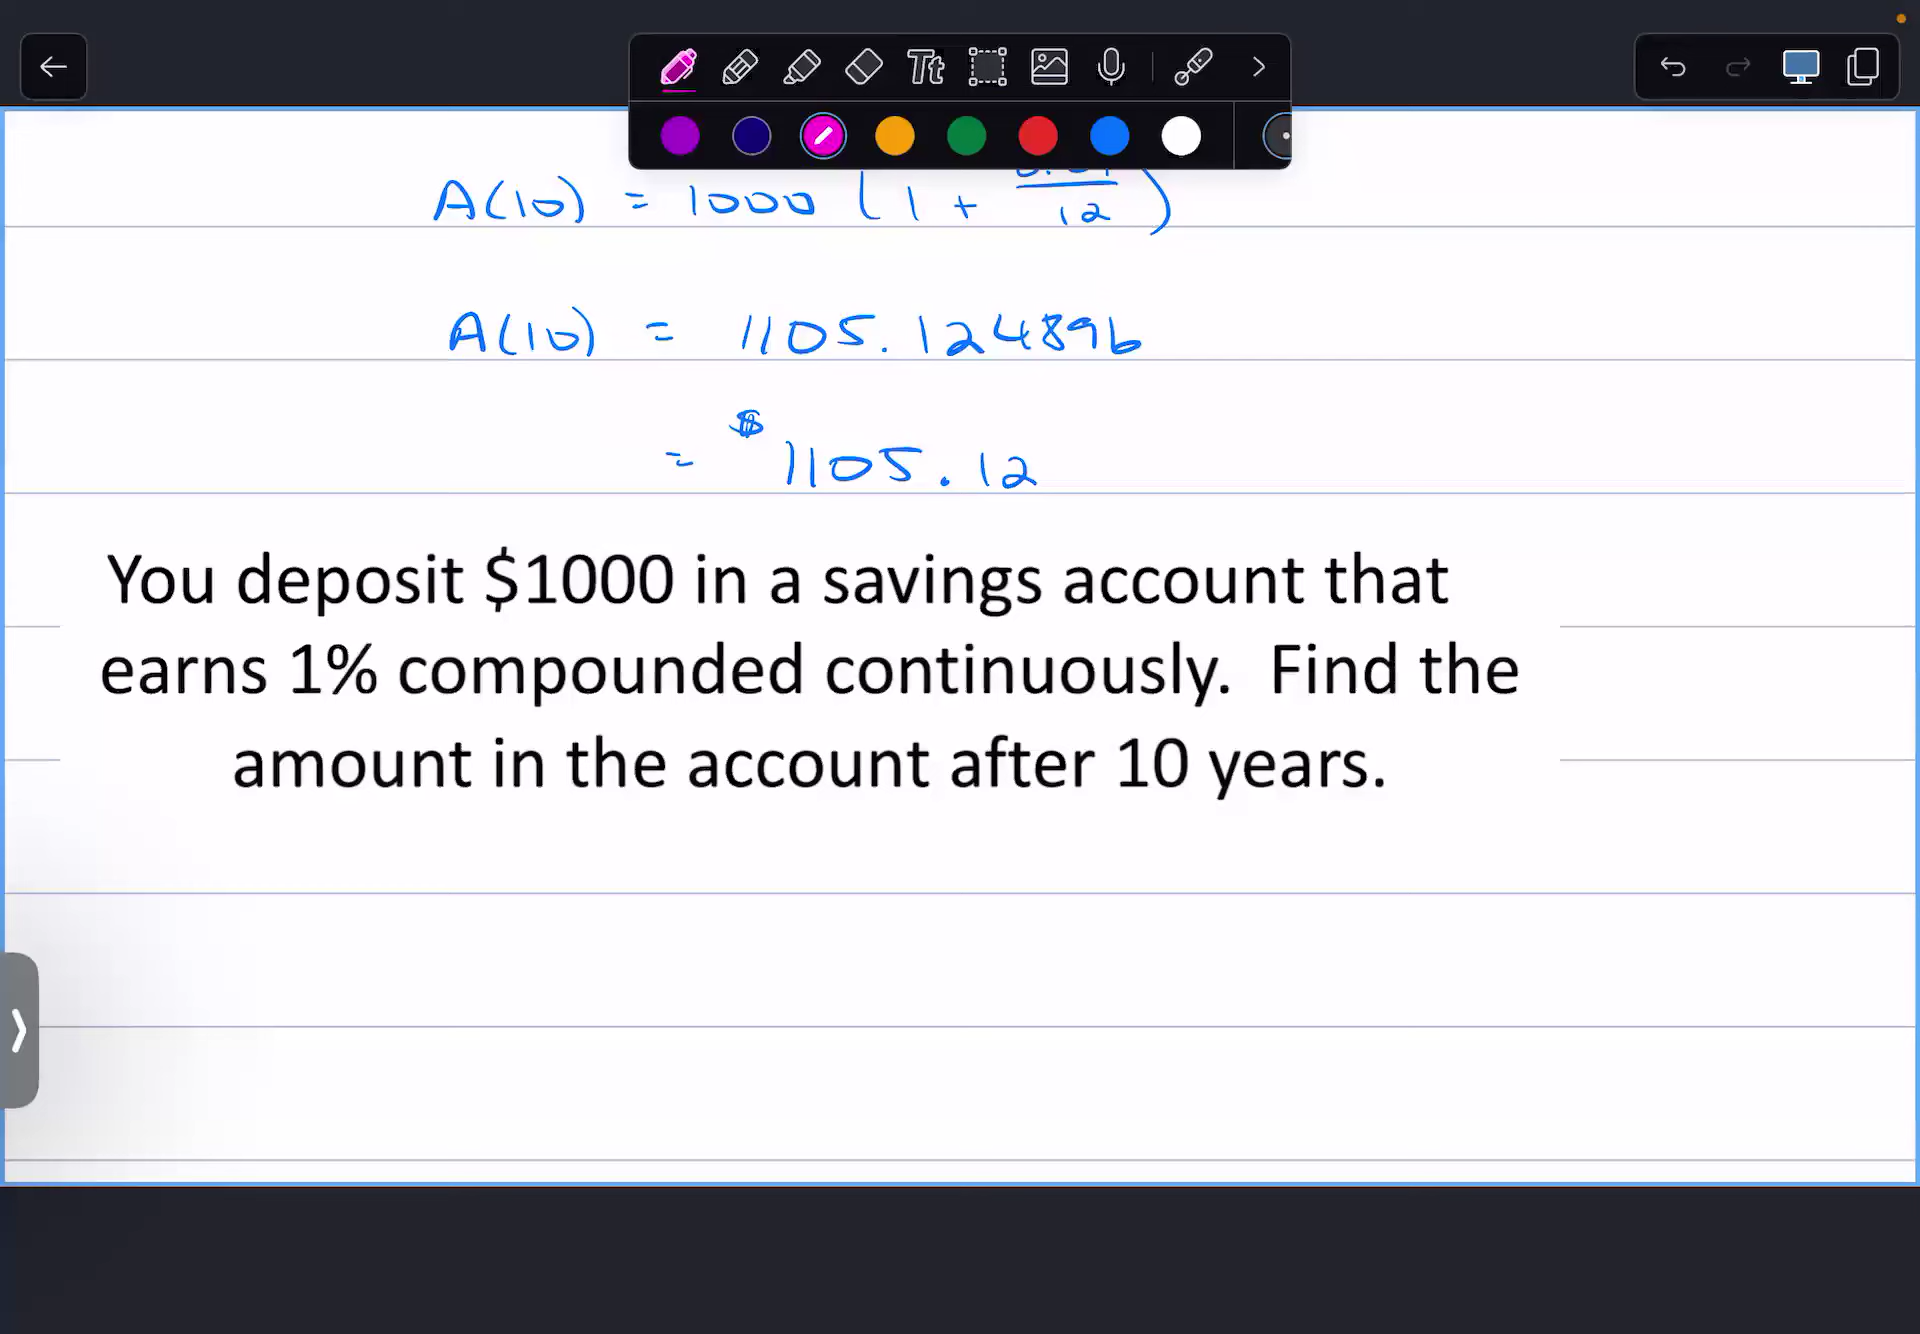 Tt
A(10) = 1000 (1 + /12)
A(10) = 1105.124896
= $1105.12
You deposit $1000 in a savings account that
earns 1% compounded continuously. Find the
amount in the account after 10 years.